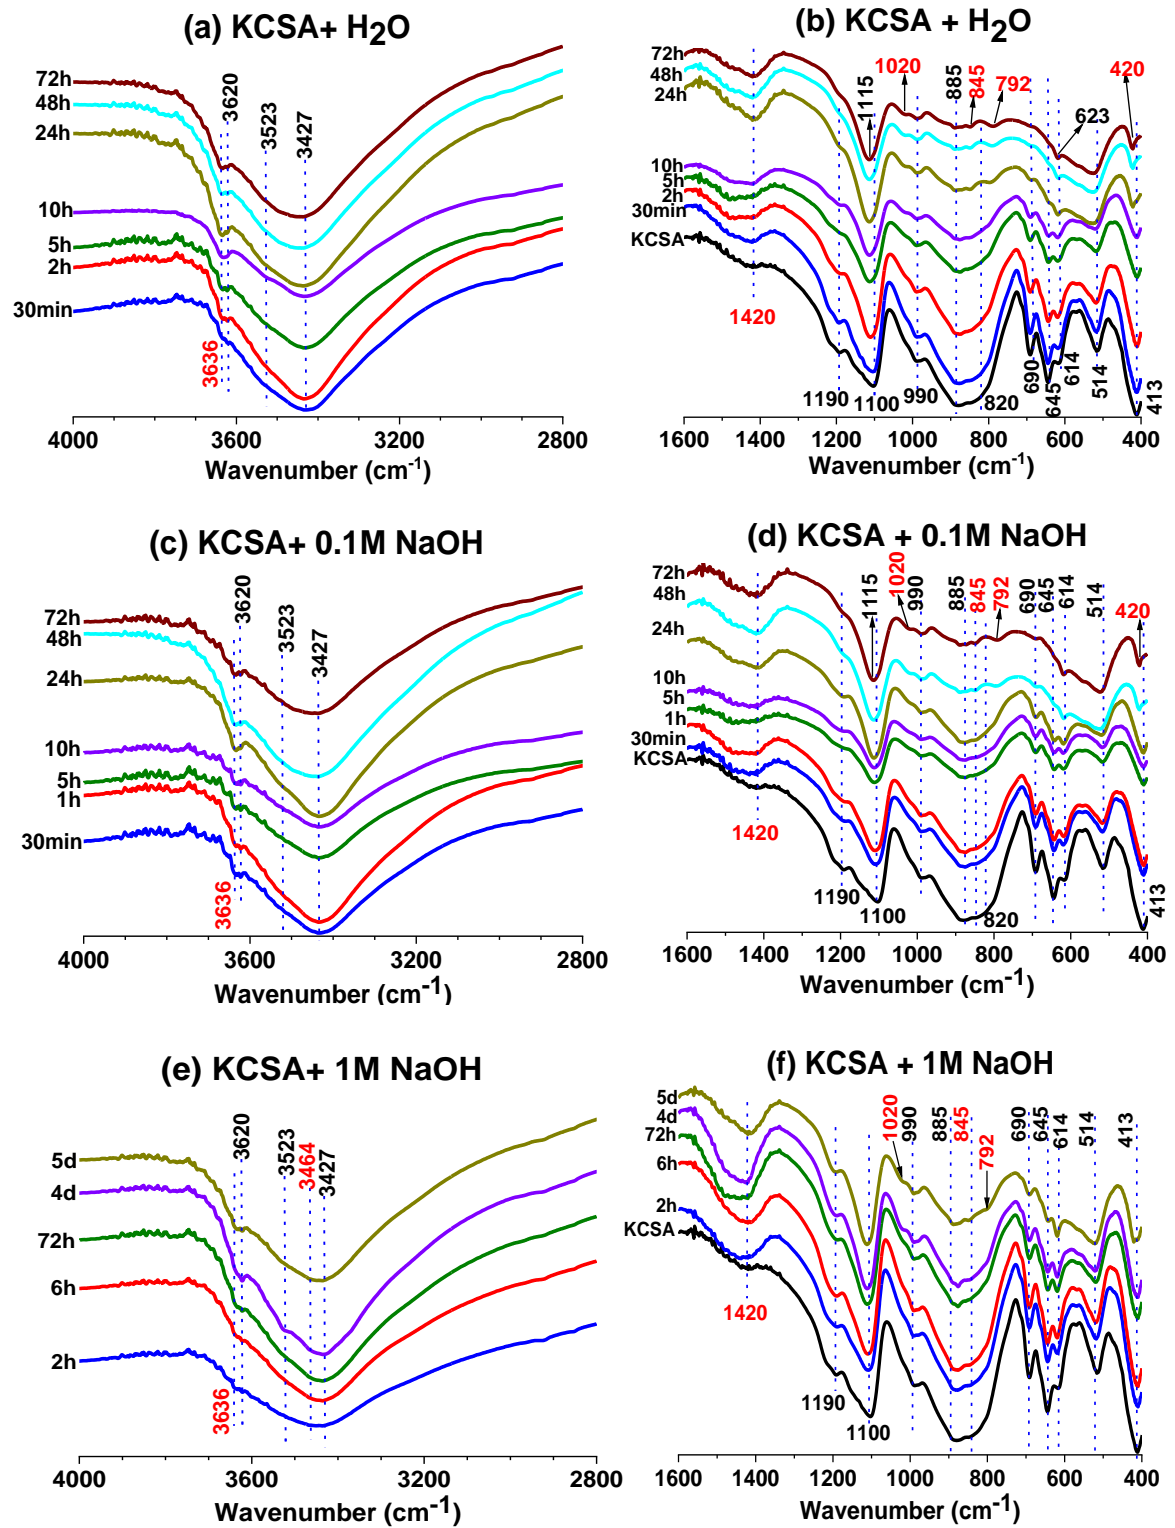 (a) KCSA+ H2O
72h
48h
24h
10h
5h
2h
30min
3620
3523
3427
3636
4000
3600
3200
2800
Wavenumber (cm-1)
(b) KCSA + H2O
72h
48h
24h
10h
5h
2h
30min
KCSA
1115
1020
885
845
792
420
623
1420
1190
1100
990
820
690
645
614
514
413
1600
1200
1000
800
600
400
Wavenumber (cm-1)
(c) KCSA+ 0.1M NaOH
72h
48h
24h
10h
5h
1h
30min
3620
3523
3427
3636
4000
3600
3200
2800
Wavenumber (cm-1)
(d) KCSA + 0.1M NaOH
72h
48h
24h
10h
5h
1h
30min
KCSA
1115
1020
990
885
845
792
690
645
614
514
420
1420
1190
1100
820
413
1600
1200
1000
800
600
400
Wavenumber (cm-1)
(e) KCSA+ 1M NaOH
5d
4d
72h
6h
2h
3620
3523
3464
3427
3636
4000
3600
3200
2800
Wavenumber (cm-1)
(f) KCSA + 1M NaOH
5d
4d
72h
6h
2h
KCSA
1020
990
885
845
792
690
645
614
514
413
1420
1190
1100
1600
1200
1000
800
600
400
Wavenumber (cm-1)